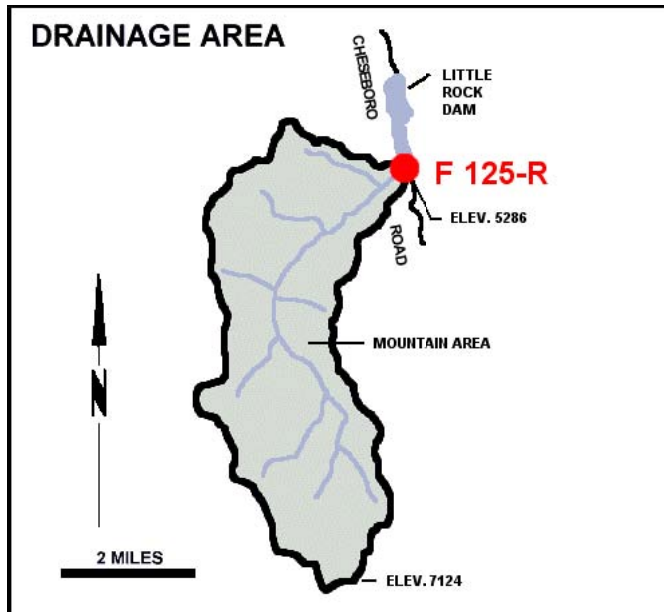 DRAINAGE AREA
CHESEBORO
LITTLE
ROCK
DAM
F 125-R
ELEV. 5286
ROAD
MOUNTAIN AREA
N
2 MILES
ELEV. 7124